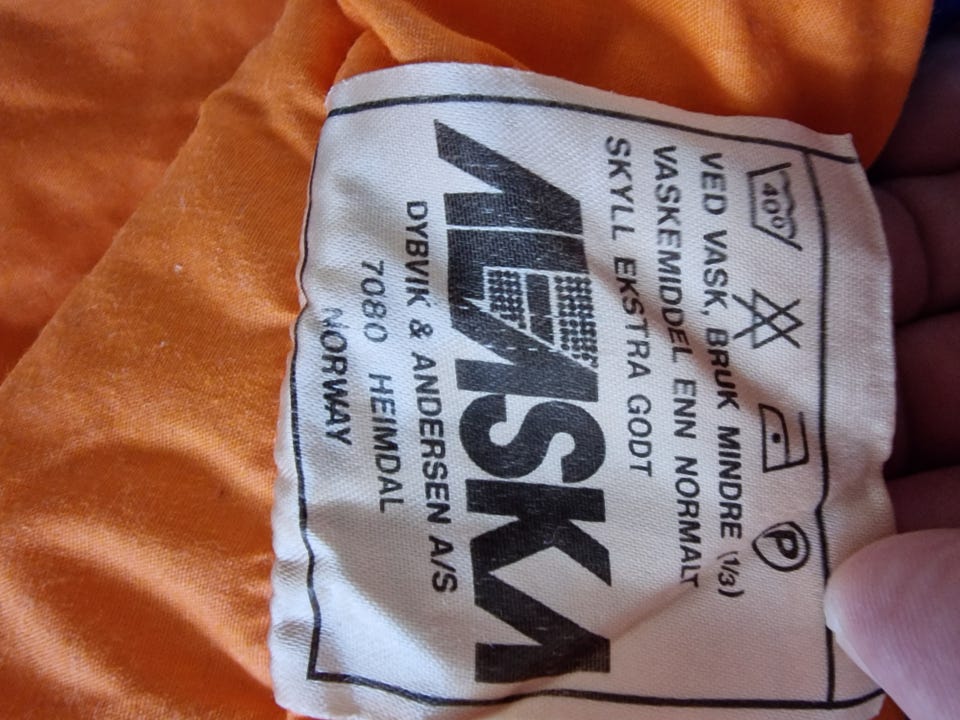 40°
P
VED VASK, BRUK MINDRE (1/3)
VASKEMIDDEL ENN NORMALT
SKYLL EKSTRA GODT
ALASKA
DYBVIK & ANDERSEN A/S
7080 HEIMDAL
NORWAY